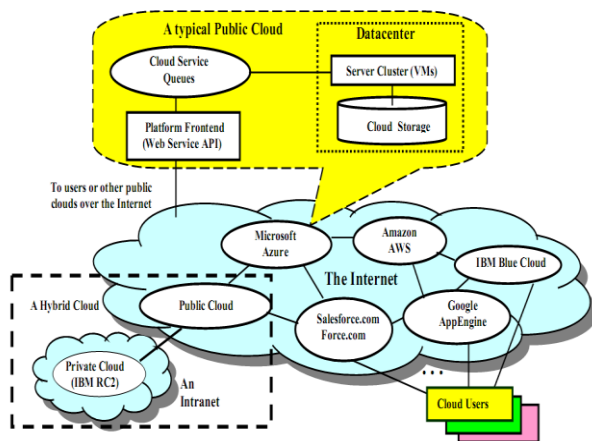 A typical Public Cloud
Datacenter
Cloud Service
Queues
Server Cluster (VMs)
Platform Frontend
(Web Service API)
Cloud Storage
To users or other public
clouds over the Internet
Microsoft
Azure
Amazon
AWS
IBM Blue Cloud
The Internet
A Hybrid Cloud
Public Cloud
Salesforce.com
Force.com
Google
AppEngine
Private Cloud
(IBM RC2)
An
Intranet
...
Cloud Users